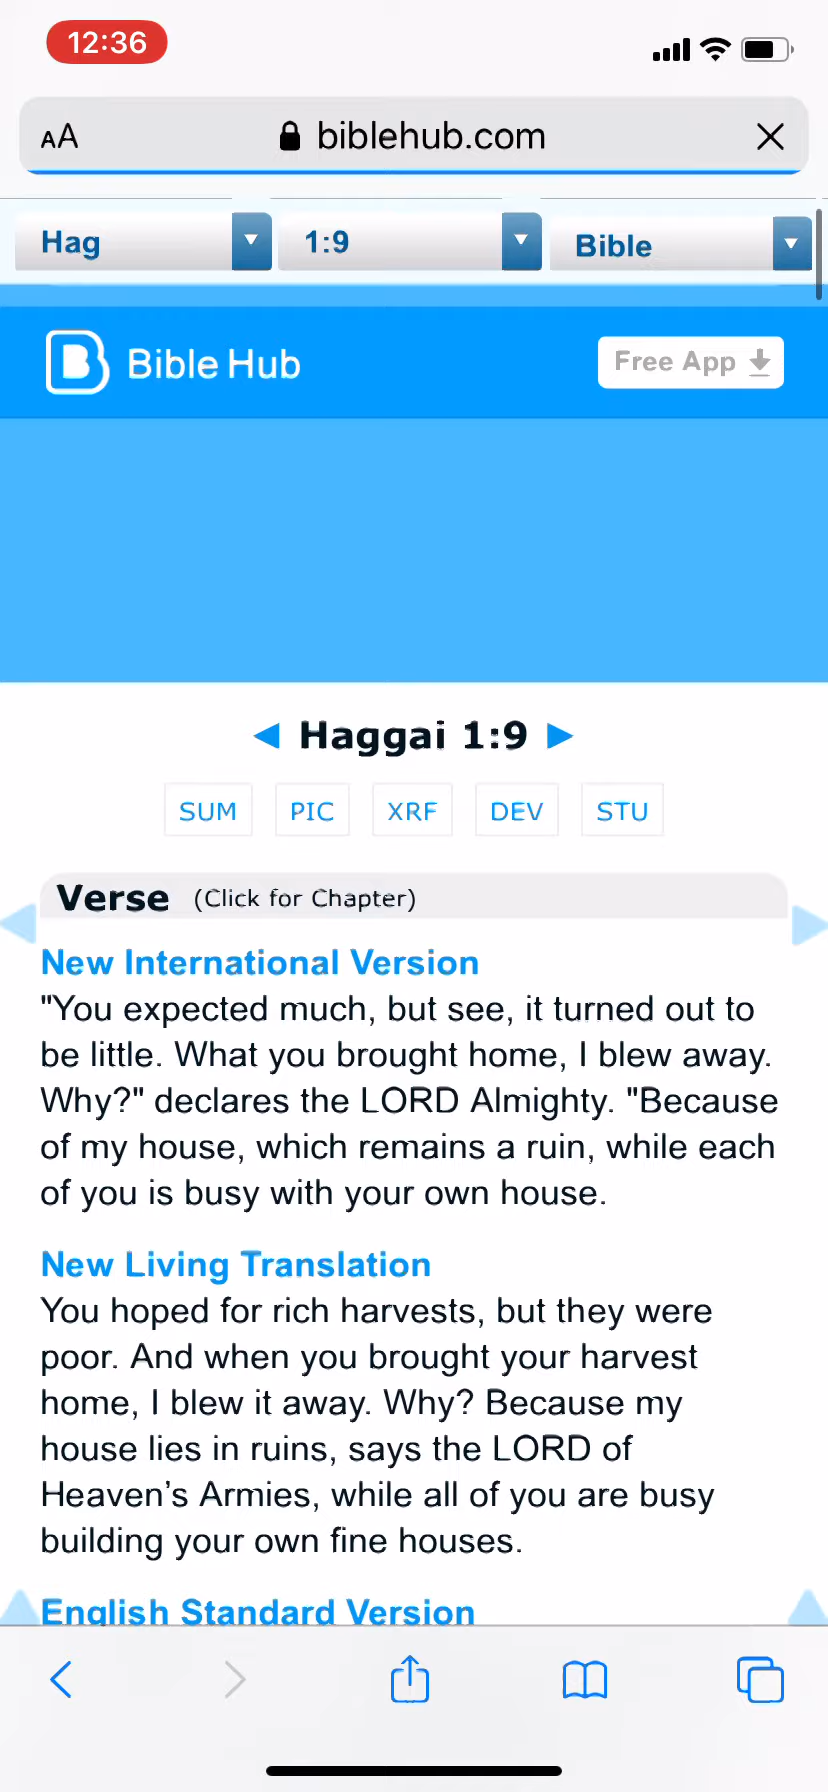 12:36
AA biblehub.com
Hag 1:9 Bible
Bible Hub Free App
Haggai 1:9
SUM PIC XRF DEV STU
Verse (Click for Chapter)
New International Version
"You expected much, but see, it turned out to
be little. What you brought home, I blew away.
Why?" declares the LORD Almighty. "Because
of my house, which remains a ruin, while each
of you is busy with your own house.
New Living Translation
You hoped for rich harvests, but they were
poor. And when you brought your harvest
home, I blew it away. Why? Because my
house lies in ruins, says the LORD of
Heaven’s Armies, while all of you are busy
building your own fine houses.
English Standard Version